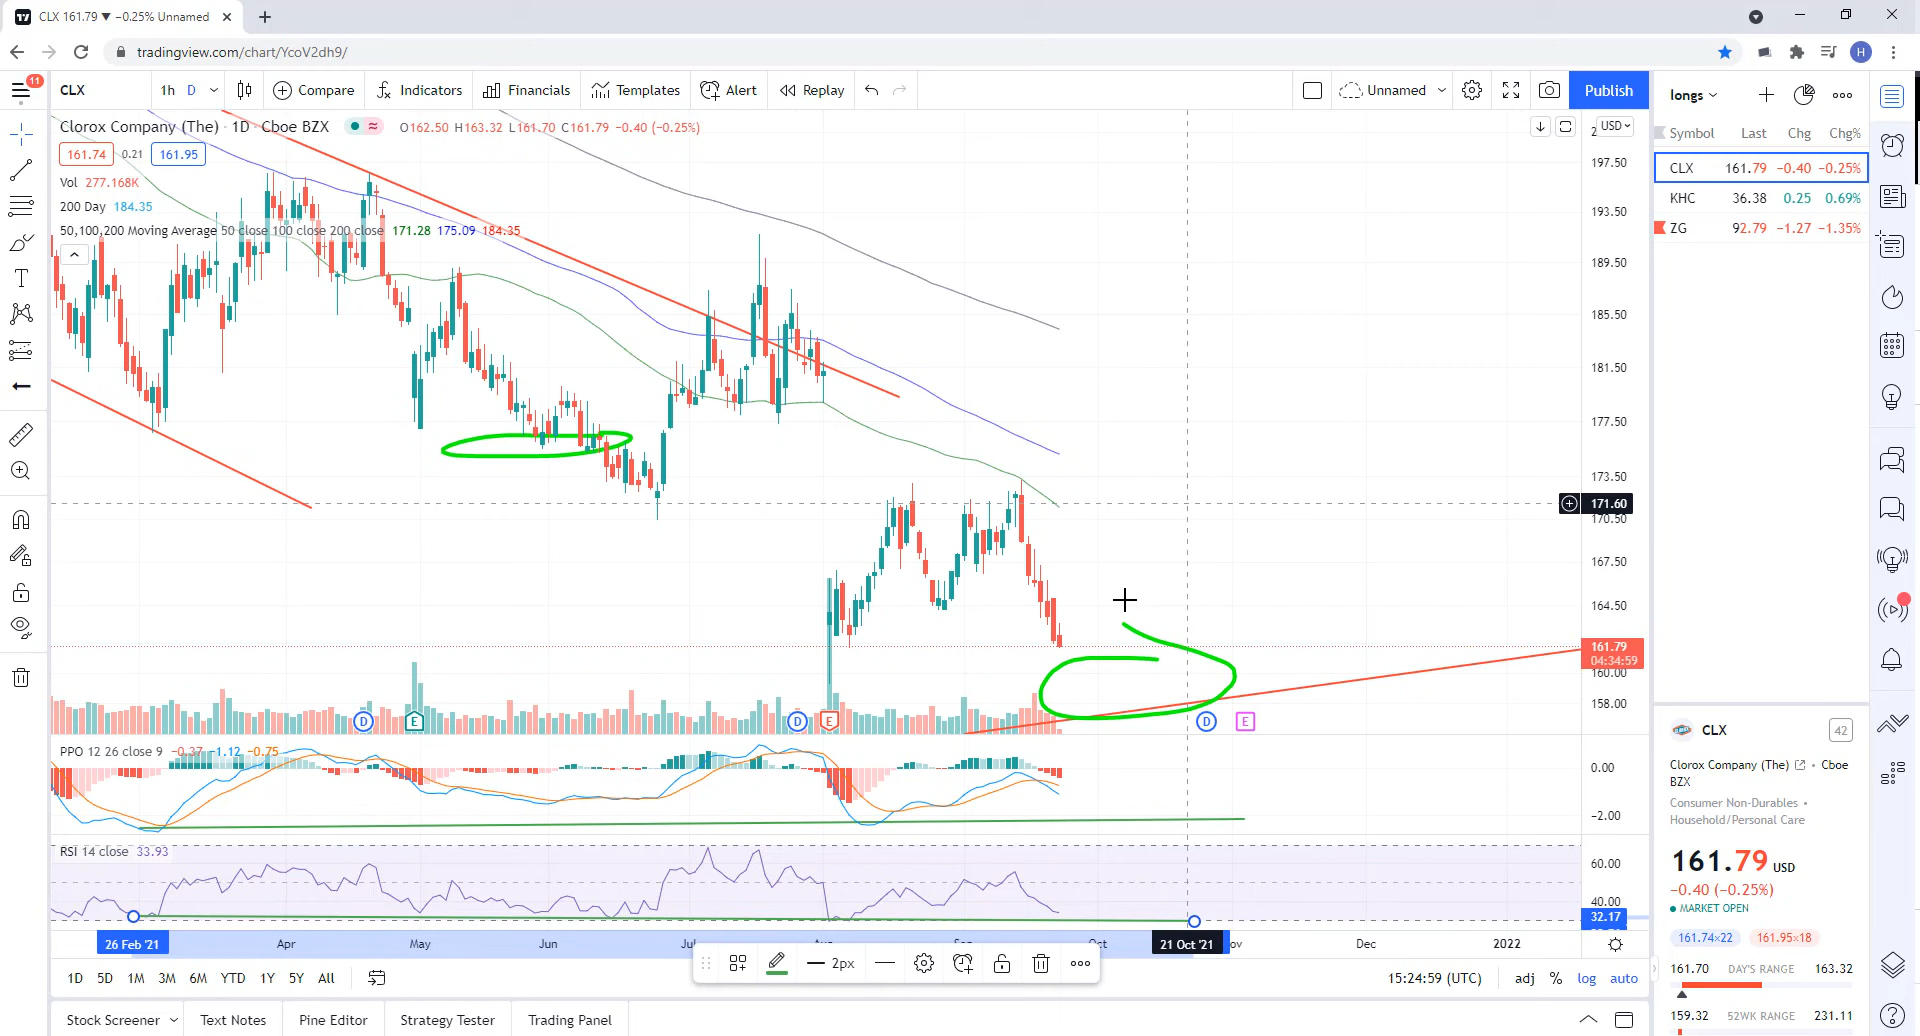 CLX 161.79 ▼ −0.25% Unnamed
tradingview.com/chart/YcoV2dh9/
H
11
CLX 1h D Compare Indicators Financials Templates Alert Replay Unnamed Publish
Clorox Company (The) · 1D · Cboe BZX O162.50 H163.32 L161.70 C161.79 −0.40 (−0.25%)
161.74 0.21 161.95
Vol 277.168K
200 Day 184.35
50,100,200 Moving Average 50 close 100 close 200 close 171.28 175.09 184.35
USD
197.50
193.50
189.50
185.50
181.50
177.50
173.50
171.60
170.50
167.50
164.50
161.79
04:34:59
160.00
158.00
D E D E D E
PPO 12 26 close 9 −0.37 −1.12 −0.75
0.00
−2.00
RSI 14 close 33.93
60.00
40.00
32.17
26 Feb '21 Apr May Jun Jul Aug Sep Oct 21 Oct '21 Nov Dec 2022
2px
1D 5D 1M 3M 6M YTD 1Y 5Y All
15:24:59 (UTC) adj % log auto
Stock Screener Text Notes Pine Editor Strategy Tester Trading Panel
longs
Symbol Last Chg Chg%
CLX 161.79 −0.40 −0.25%
KHC 36.38 0.25 0.69%
ZG 92.79 −1.27 −1.35%
CLX 42
Clorox Company (The) • Cboe
BZX
Consumer Non-Durables •
Household/Personal Care
161.79 USD
−0.40 (−0.25%)
MARKET OPEN
161.74×22 161.95×18
161.70 DAY'S RANGE 163.32
159.32 52WK RANGE 231.11